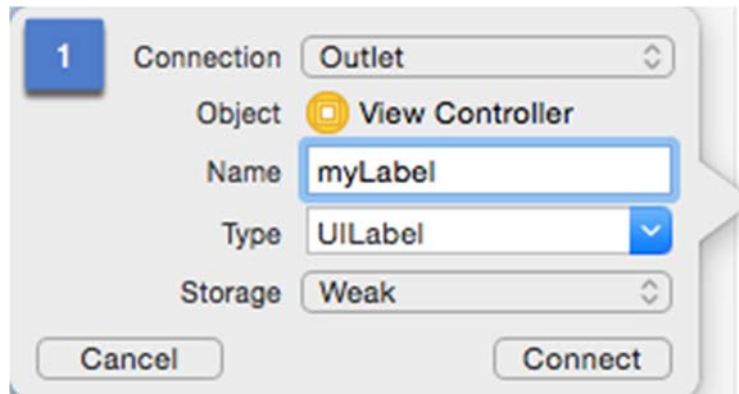 1
Connection Outlet
Object View Controller
Name myLabel
Type UILabel
Storage Weak
Cancel Connect